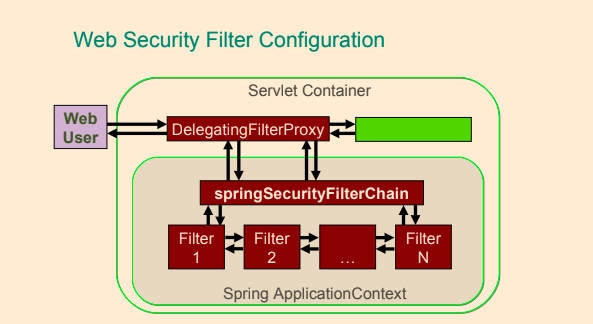 Web Security Filter Configuration
Servlet Container
Web
User
DelegatingFilterProxy
springSecurityFilterChain
Filter
1
Filter
2
…
Filter
N
Spring ApplicationContext